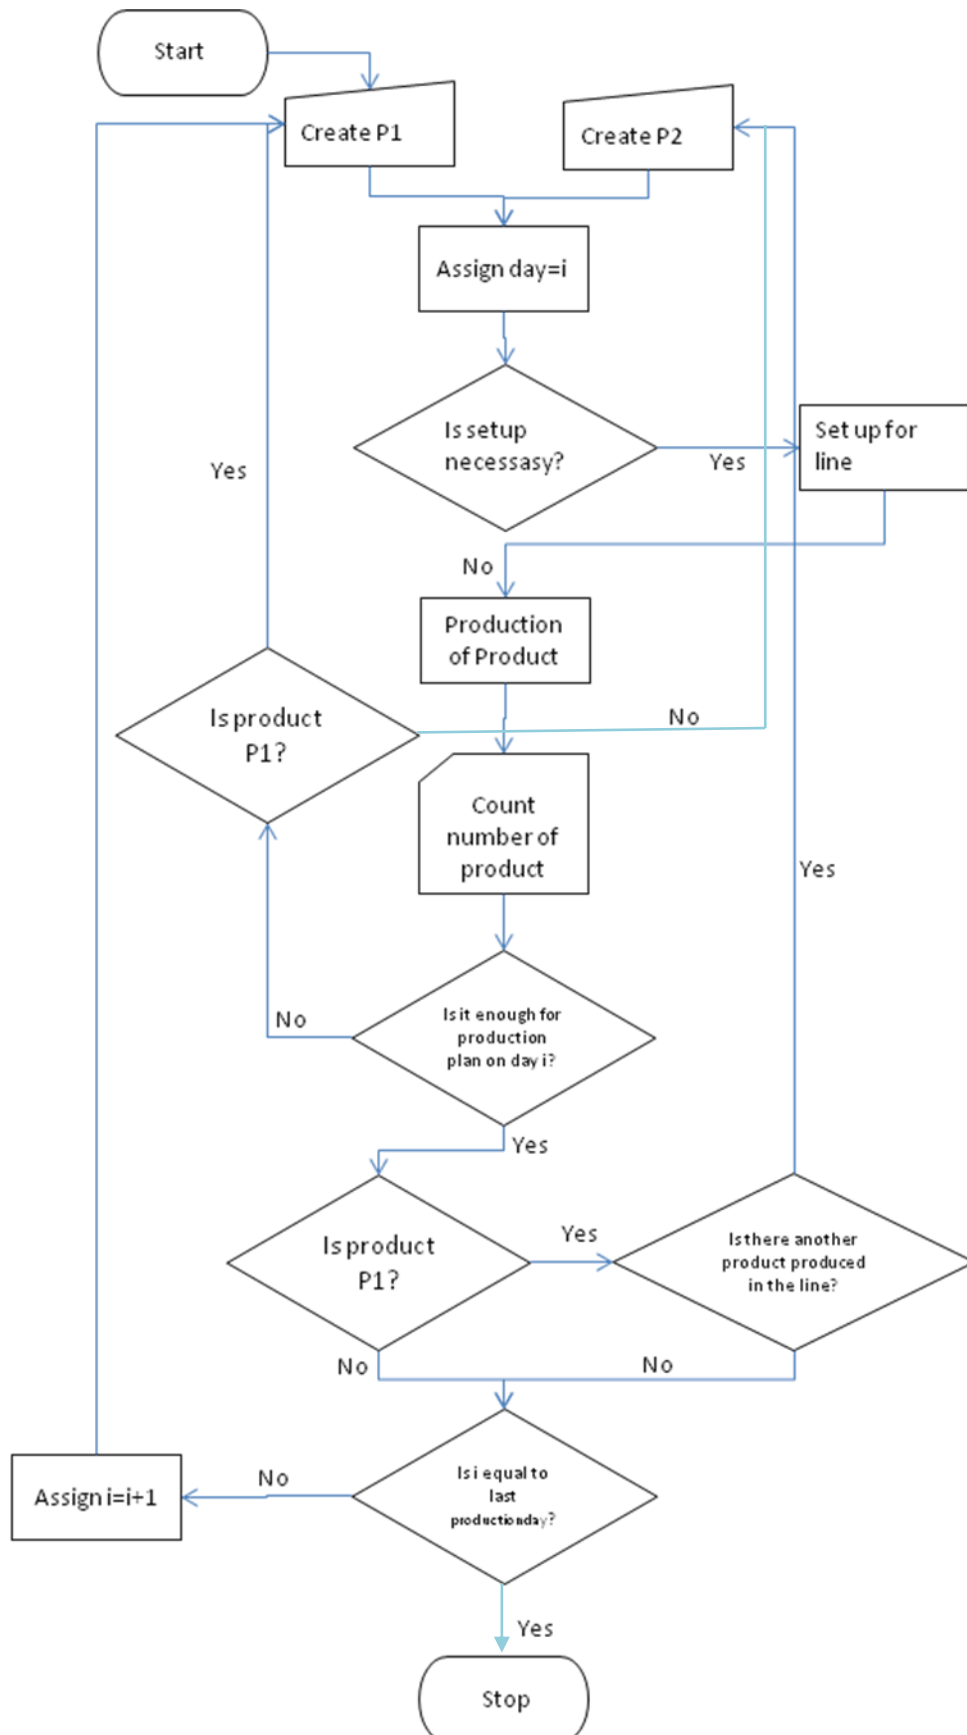 Start
Create P1
Create P2
Assign day=i
Is setup
necessasy?
Yes
Set up for
line
Yes
No
Production
of Product
Is product
P1?
No
Count
number of
product
Yes
Is it enough for
production
plan on day i?
No
Yes
Is product
P1?
Yes
Is there another
product produced
in the line?
No
No
Is i equal to
last
production day?
No
Assign i=i+1
Yes
Stop